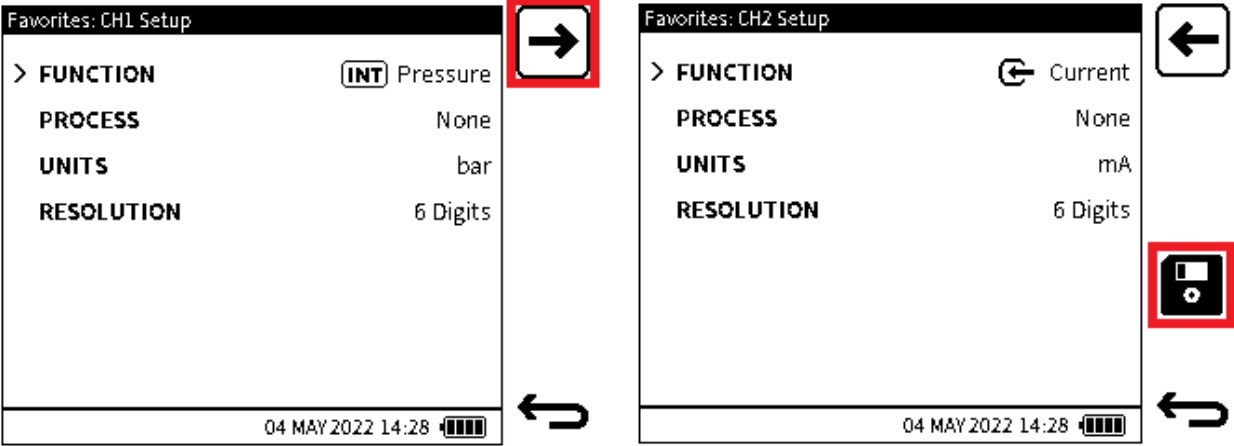 Favorites: CH1 Setup
> FUNCTION INT Pressure
PROCESS None
UNITS bar
RESOLUTION 6 Digits
04 MAY 2022 14:28
Favorites: CH2 Setup
> FUNCTION Current
PROCESS None
UNITS mA
RESOLUTION 6 Digits
04 MAY 2022 14:28